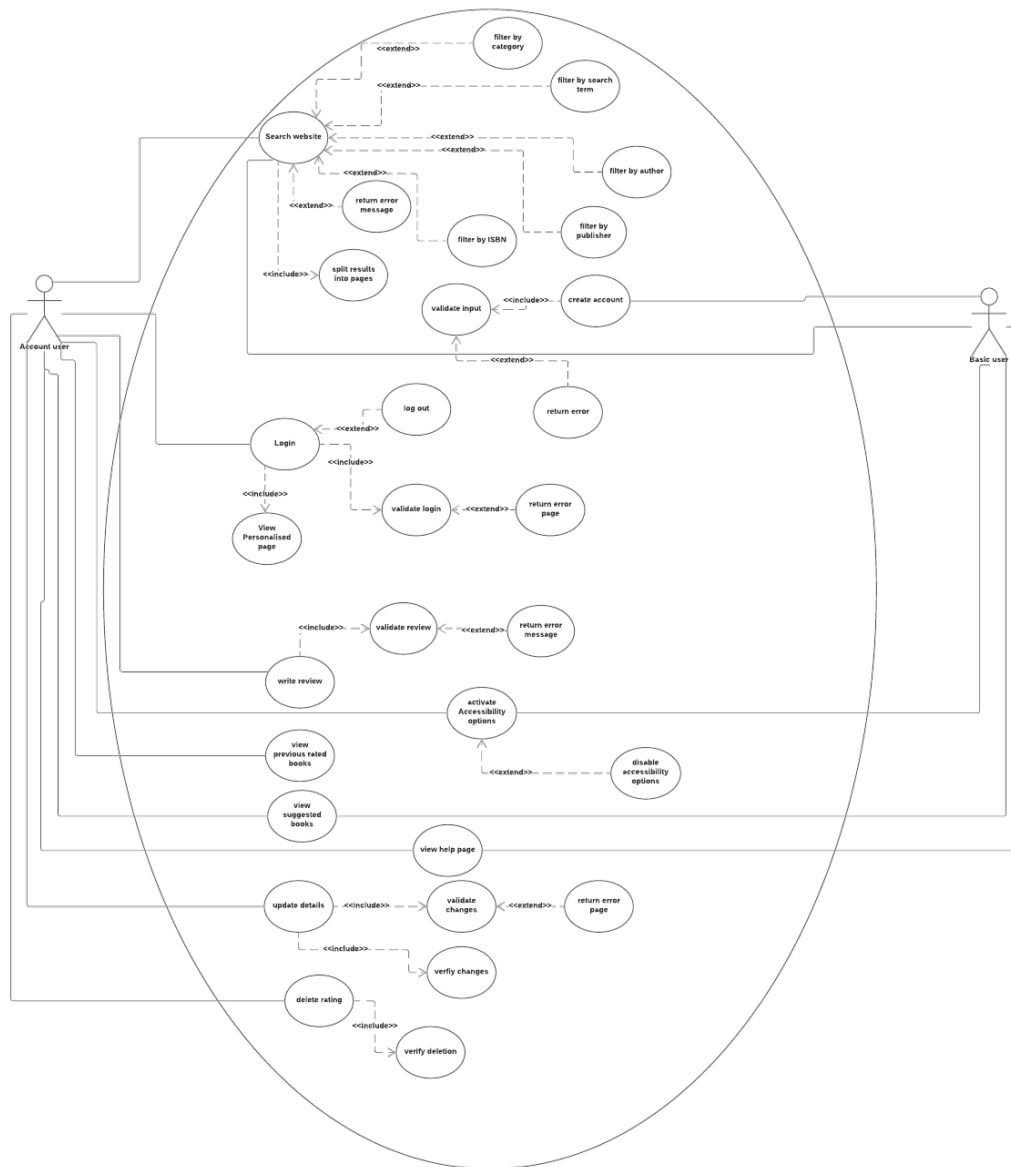 filter by
category
<<extend>>
filter by search
term
<<extend>>
Search website
<<extend>>
<<extend>>
filter by author
<<extend>>
return error
message
<<extend>>
filter by
publisher
filter by ISBN
split results
into pages
<<include>>
validate input
<<include>>
create account
Account user
Basic user
<<extend>>
log out
return error
<<extend>>
Login
<<include>>
<<include>>
validate login
<<extend>>
return error
page
View
Personalised
page
<<include>>
validate review
<<extend>>
return error
message
write review
activate
Accessibility
options
view
previous rated
books
<<extend>>
disable
accessibility
options
view
suggested
books
view help page
update details
<<include>>
validate
changes
<<extend>>
return error
page
<<include>>
verfiy changes
delete rating
<<include>>
verify deletion